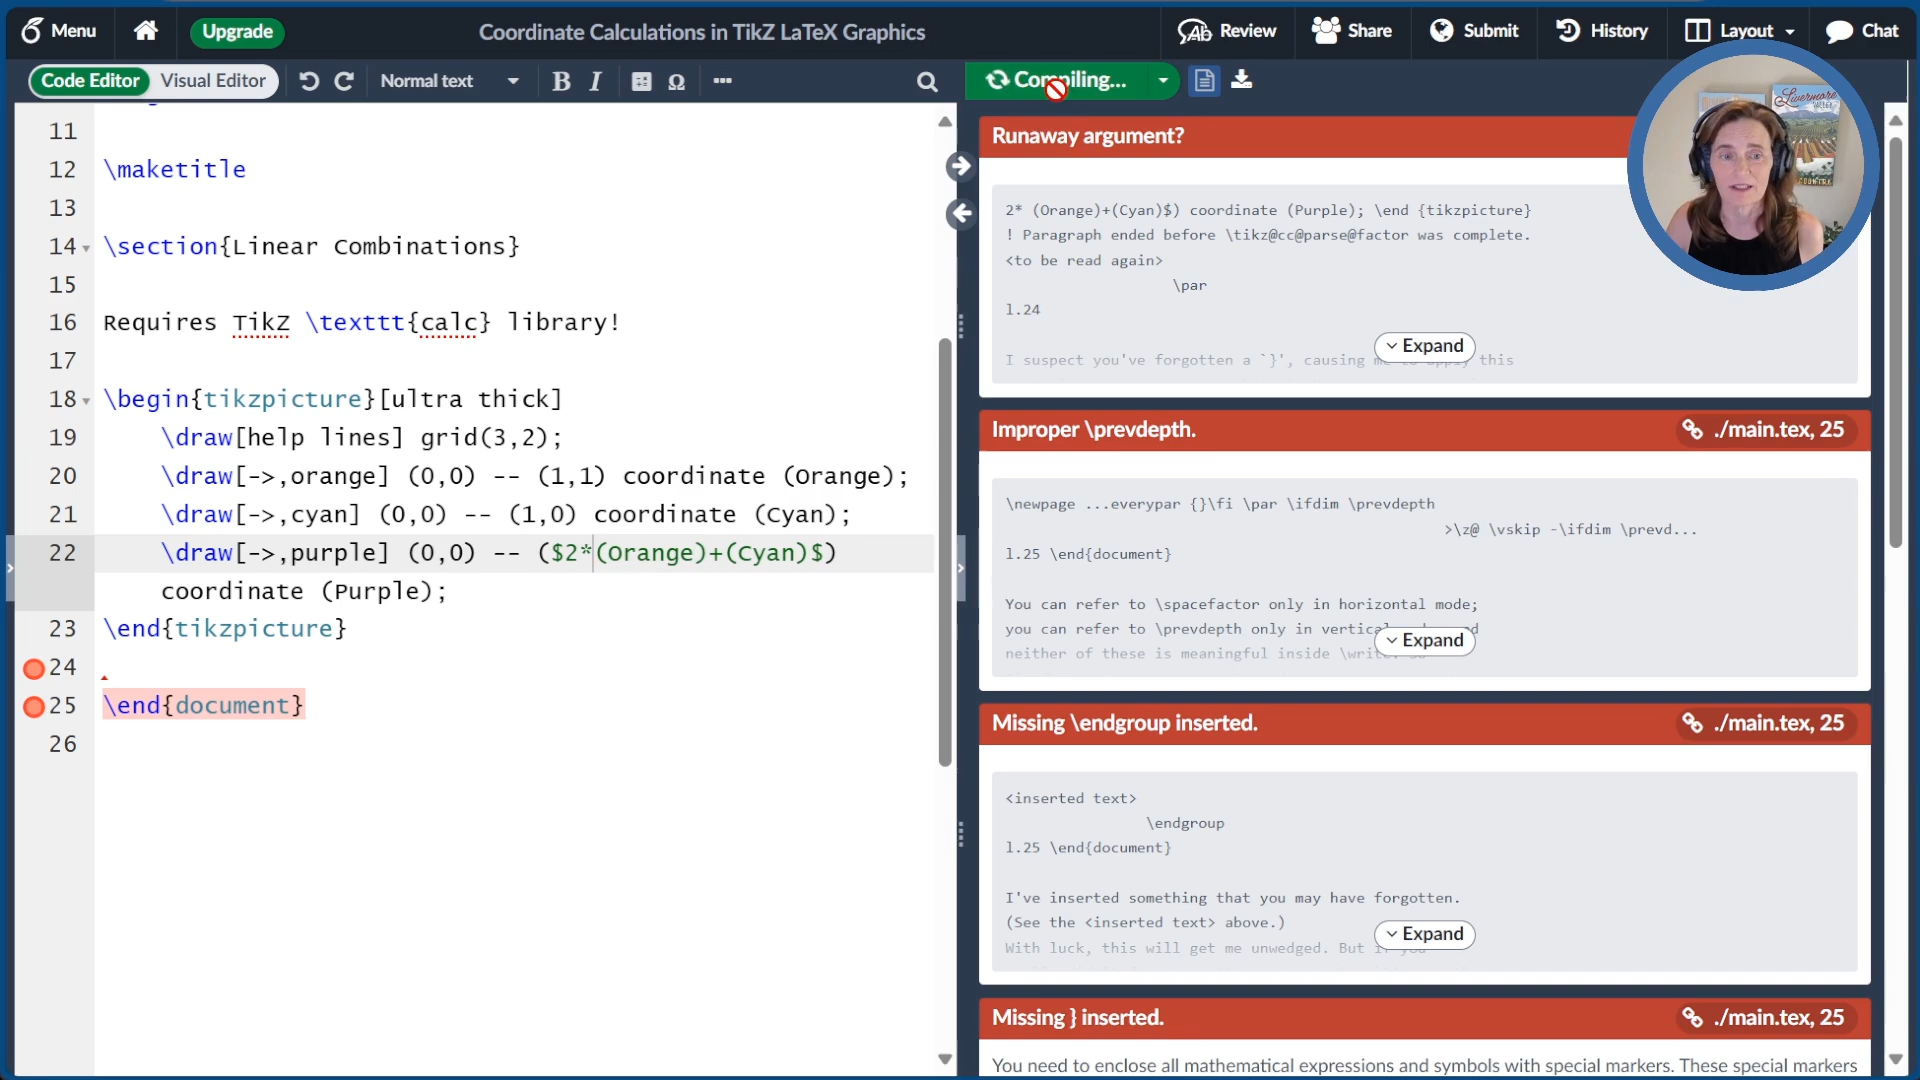 Menu
Upgrade
Coordinate Calculations in TikZ LaTeX Graphics
Review
Share
Submit
History
Layout
Chat
Code Editor
Visual Editor
Normal text
B
I
Ω
Compiling...
11
12 \maketitle
13
14 \section{Linear Combinations}
15
16 Requires TikZ \texttt{calc} library!
17
18 \begin{tikzpicture}[ultra thick]
19 \draw[help lines] grid(3,2);
20 \draw[->,orange] (0,0) -- (1,1) coordinate (Orange);
21 \draw[->,cyan] (0,0) -- (1,0) coordinate (Cyan);
22 \draw[->,purple] (0,0) -- ($2*(Orange)+(Cyan)$)
coordinate (Purple);
23 \end{tikzpicture}
24
25 \end{document}
26
Runaway argument?
2* (Orange)+(Cyan)$) coordinate (Purple); \end {tikzpicture}
! Paragraph ended before \tikz@cc@parse@factor was complete.
<to be read again>
\par
l.24
I suspect you've forgotten a `}', causing me to apply this
Expand
Improper \prevdepth.
./main.tex, 25
\newpage ...everypar {}\fi \par \ifdim \prevdepth
>\z@ \vskip -\ifdim \prevd...
l.25 \end{document}
You can refer to \spacefactor only in horizontal mode;
you can refer to \prevdepth only in vertical
neither of these is meaningful inside
Expand
Missing \endgroup inserted.
./main.tex, 25
<inserted text>
\endgroup
l.25 \end{document}
I've inserted something that you may have forgotten.
(See the <inserted text> above.)
With luck, this will get me unwedged. But if you
Expand
Missing } inserted.
./main.tex, 25
You need to enclose all mathematical expressions and symbols with special markers. These special markers
Livermore